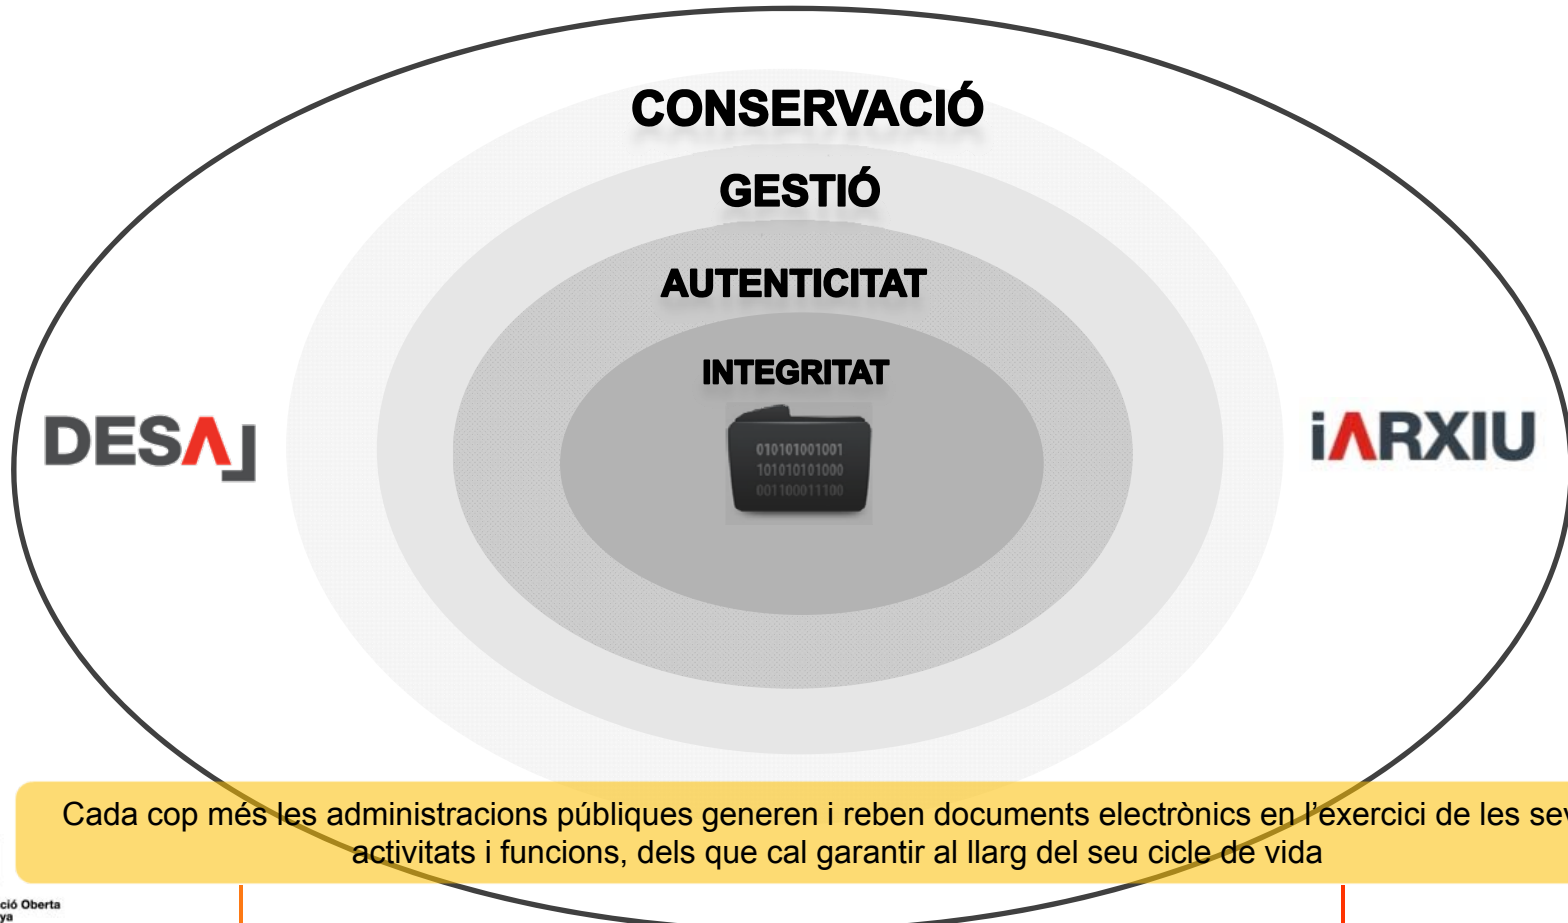 CONSERVACIÓ
GESTIÓ
AUTENTICITAT
INTEGRITAT
010101001001
101010101000
001100011100
DESAJ
iARXIU
Cada cop més les administracions públiques generen i reben documents electrònics en l’exercici de les sev
activitats i funcions, dels que cal garantir al llarg del seu cicle de vida
ció Oberta
ya